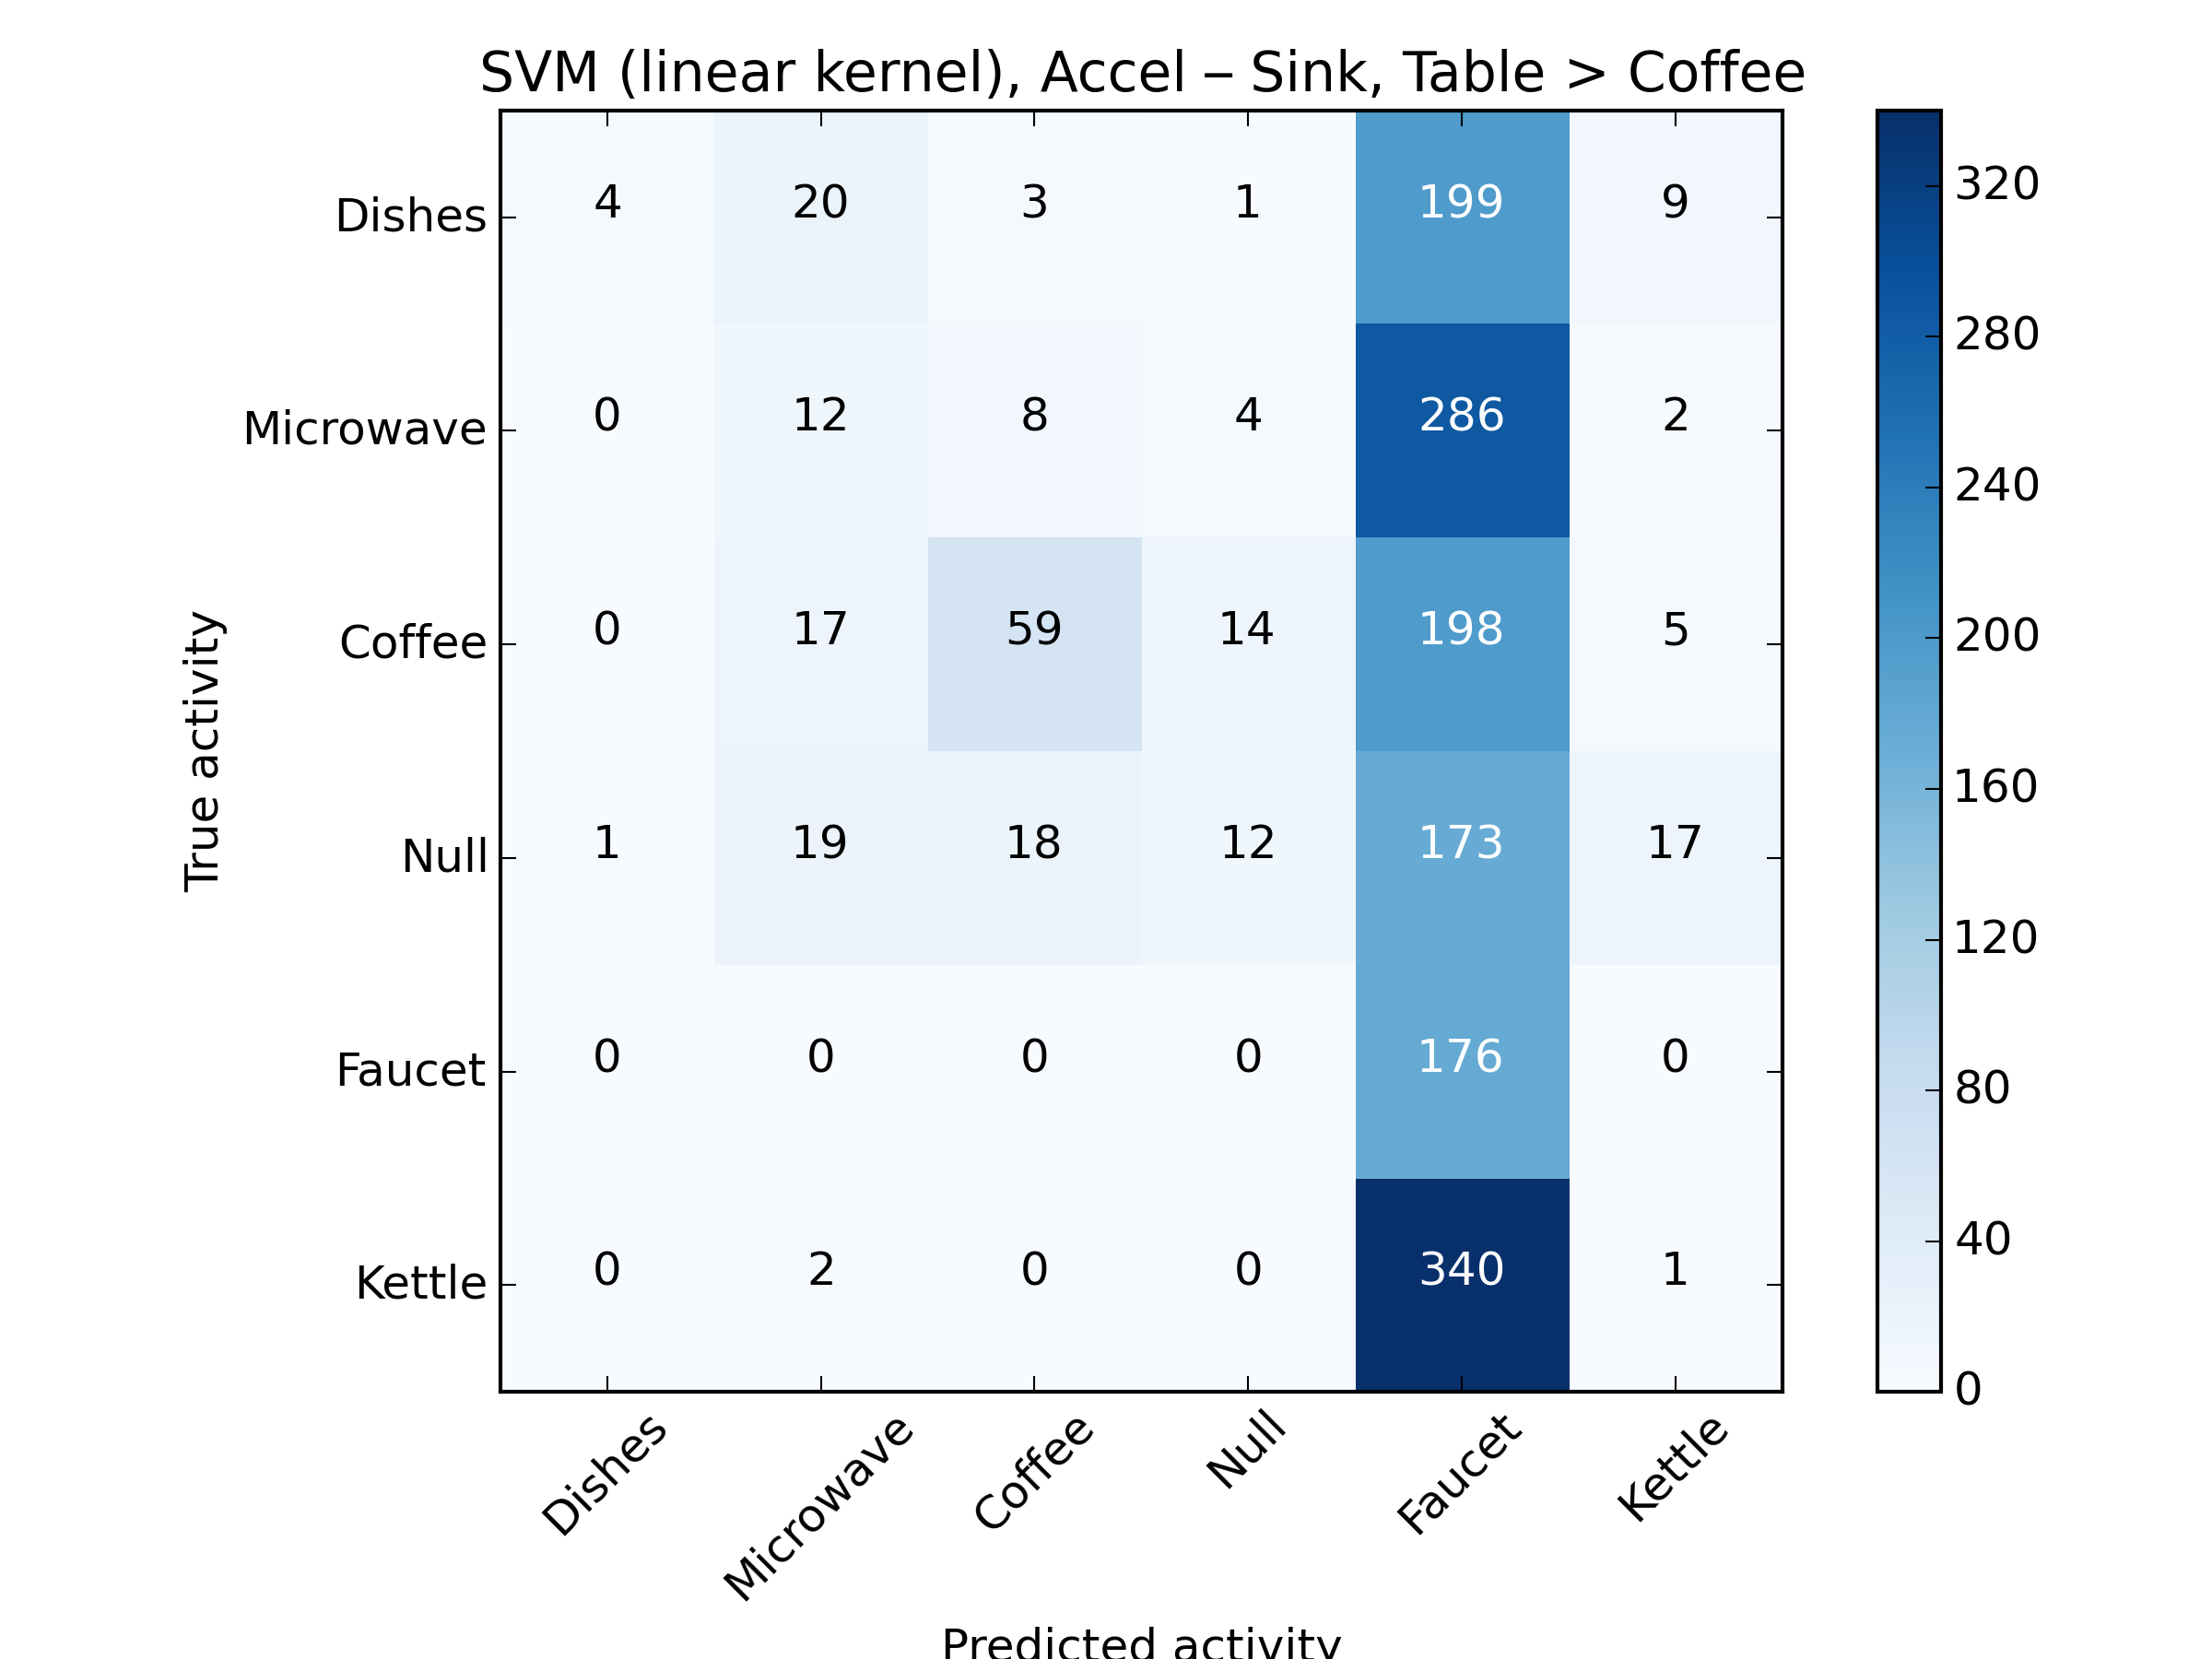 SVM (linear kernel), Accel – Sink, Table > Coffee
Dishes 4 20 3 1 199 9
Microwave 0 12 8 4 286 2
Coffee 0 17 59 14 198 5
Null 1 19 18 12 173 17
Faucet 0 0 0 0 176 0
Kettle 0 2 0 0 340 1
True activity
Dishes Microwave Coffee Null Faucet Kettle
Predicted activity
320
280
240
200
160
120
80
40
0